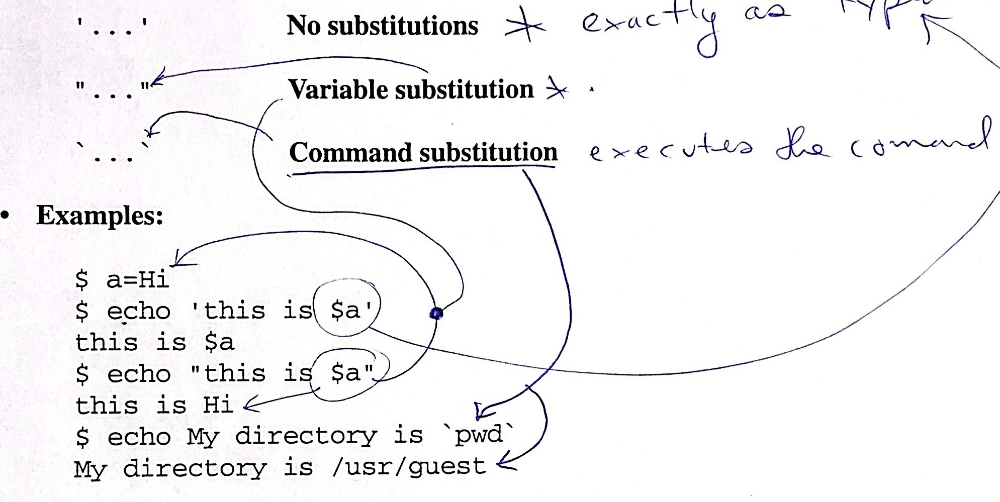 '...' No substitutions * exactly as
"..." Variable substitution * .
`...` Command substitution executes the comand
• Examples:
$ a=Hi
$ echo 'this is $a'
this is $a
$ echo "this is $a"
this is Hi
$ echo My directory is `pwd`
My directory is /usr/guest